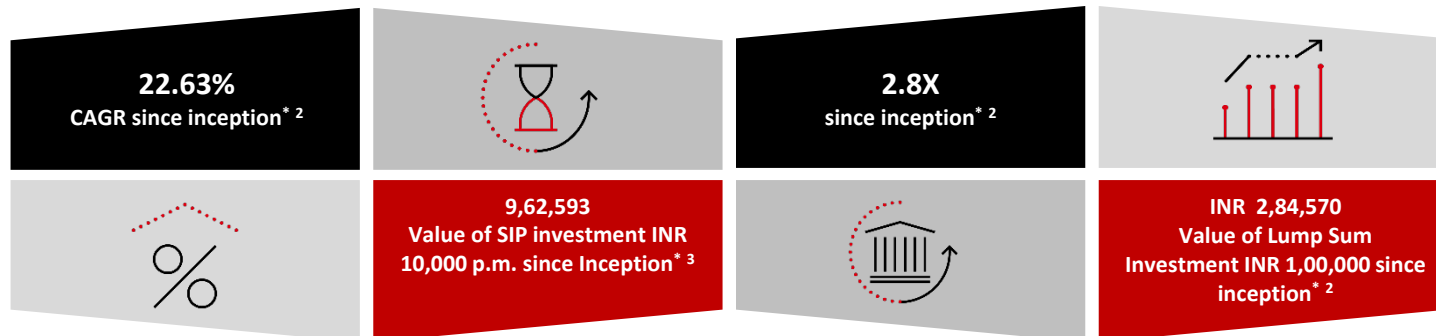 22.63%
CAGR since inception* 2
2.8X
since inception* 2
9,62,593
Value of SIP investment INR
10,000 p.m. since Inception* 3
INR 2,84,570
Value of Lump Sum
Investment INR 1,00,000 since
inception* 2